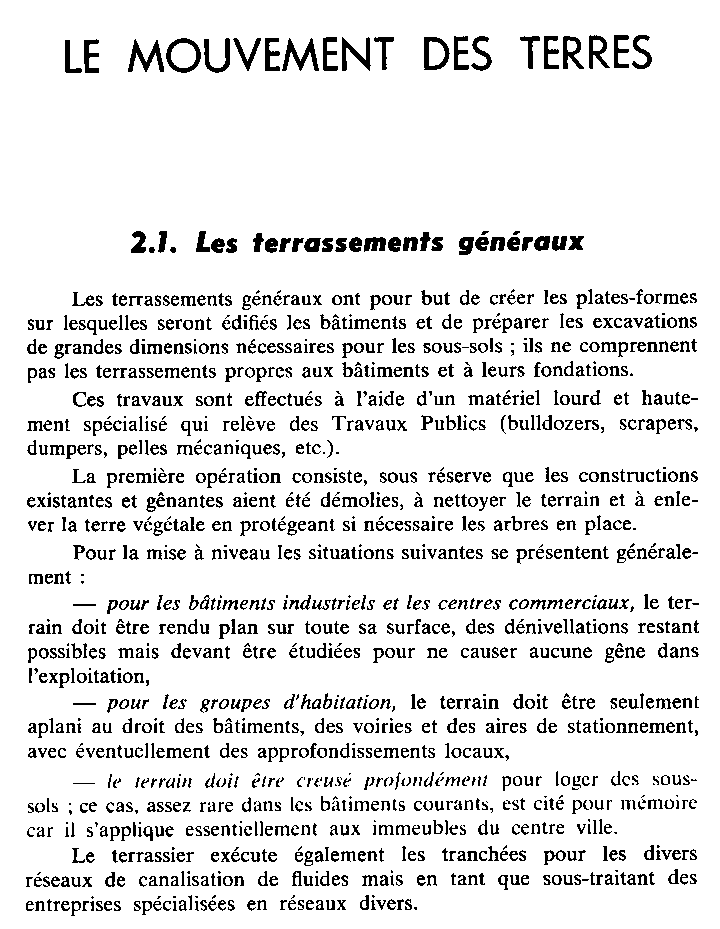 LE MOUVEMENT DES TERRES
2.1. Les terrassements généraux
Les terrassements généraux ont pour but de créer les plates-formes
sur lesquelles seront édifiés les bâtiments et de préparer les excavations
de grandes dimensions nécessaires pour les sous-sols ; ils ne comprennent
pas les terrassements propres aux bâtiments et à leurs fondations.
Ces travaux sont effectués à l'aide d'un matériel lourd et haute-
ment spécialisé qui relève des Travaux Publics (bulldozers, scrapers,
dumpers, pelles mécaniques, etc.).
La première opération consiste, sous réserve que les constructions
existantes et gênantes aient été démolies, à nettoyer le terrain et à enle-
ver la terre végétale en protégeant si nécessaire les arbres en place.
Pour la mise à niveau les situations suivantes se présentent générale-
ment :
— pour les bâtiments industriels et les centres commerciaux, le ter-
rain doit être rendu plan sur toute sa surface, des dénivellations restant
possibles mais devant être étudiées pour ne causer aucune gêne dans
l'exploitation,
— pour les groupes d'habitation, le terrain doit être seulement
aplani au droit des bâtiments, des voiries et des aires de stationnement,
avec éventuellement des approfondissements locaux,
— le terrain doit être creusé profondément pour loger des sous-
sols ; ce cas, assez rare dans les bâtiments courants, est cité pour mémoire
car il s'applique essentiellement aux immeubles du centre ville.
Le terrassier exécute également les tranchées pour les divers
réseaux de canalisation de fluides mais en tant que sous-traitant des
entreprises spécialisées en réseaux divers.